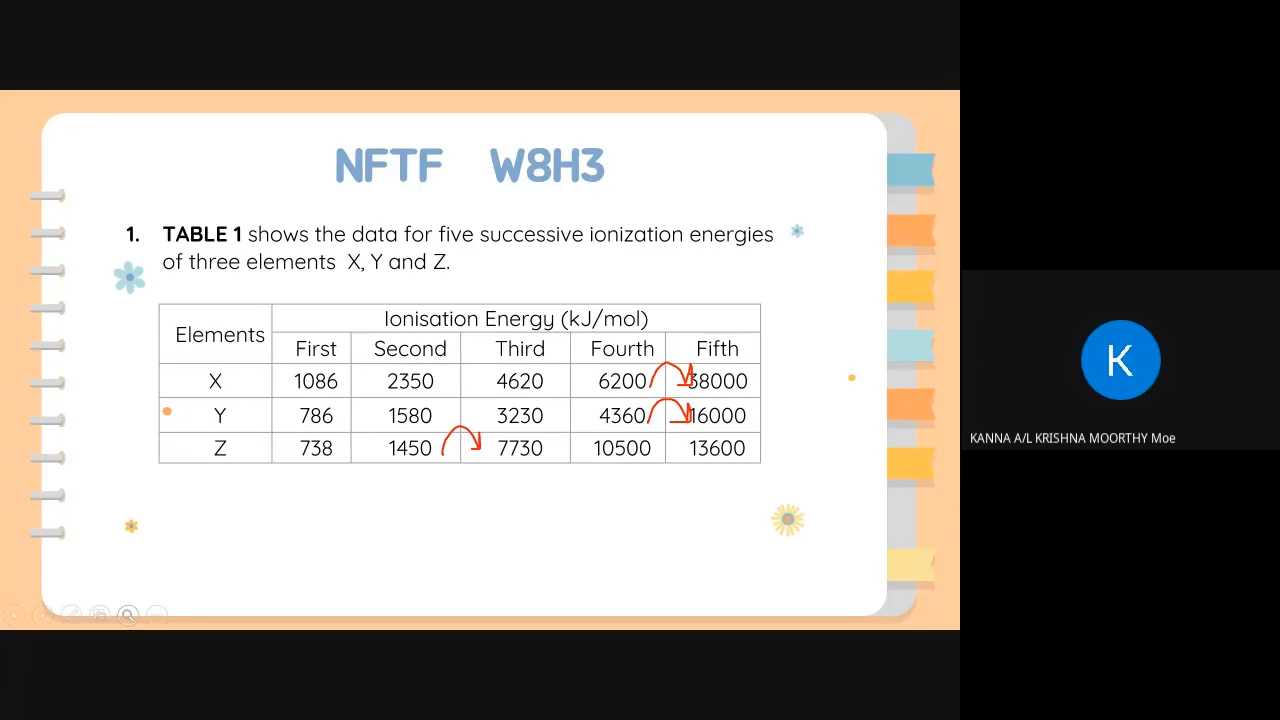 NFTF W8H3
1. TABLE 1 shows the data for five successive ionization energies
of three elements X, Y and Z.
Elements
Ionisation Energy (kJ/mol)
First Second Third Fourth Fifth
X 1086 2350 4620 6200 38000
Y 786 1580 3230 4360 16000
Z 738 1450 7730 10500 13600
K
KANNA A/L KRISHNA MOORTHY Moe